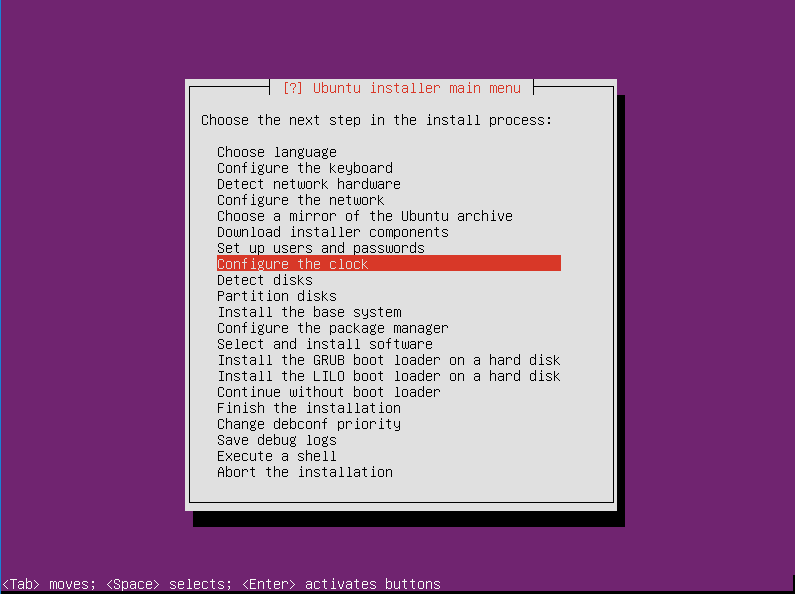 [?] Ubuntu installer main menu
Choose the next step in the install process:
Choose language
Configure the keyboard
Detect network hardware
Configure the network
Choose a mirror of the Ubuntu archive
Download installer components
Set up users and passwords
Configure the clock
Detect disks
Partition disks
Install the base system
Configure the package manager
Select and install software
Install the GRUB boot loader on a hard disk
Install the LILO boot loader on a hard disk
Continue without boot loader
Finish the installation
Change debconf priority
Save debug logs
Execute a shell
Abort the installation
<Tab> moves; <Space> selects; <Enter> activates buttons